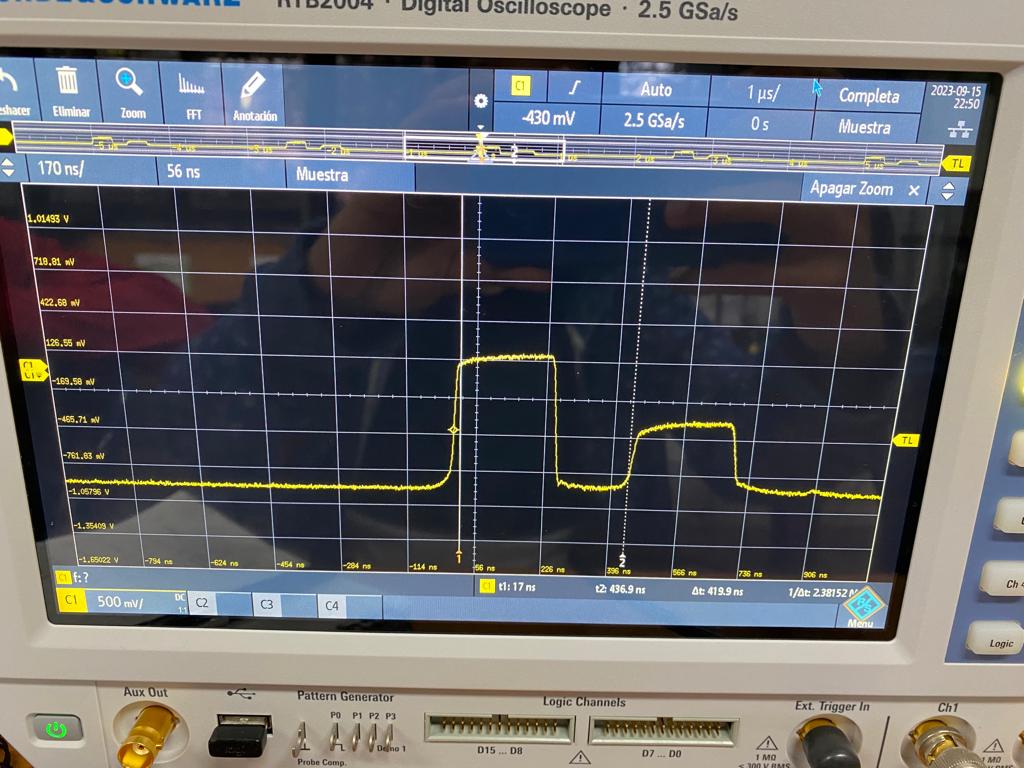 RTB2004 · Digital Oscilloscope · 2.5 GSa/s
Eliminar
Zoom
FFT
Anotación
C1
Auto
1 µs/
Completa
2023-09-15
22:50
-430 mV
2.5 GSa/s
0 s
Muestra
TL
170 ns/
56 ns
Muestra
Apagar Zoom
1.01493 V
718.81 mV
422.68 mV
126.55 mV
-169.58 mV
-465.71 mV
-761.83 mV
-1.05796 V
-1.35409 V
-1.65022 V
TL
1
2
-794 ns
-624 ns
-454 ns
-284 ns
-114 ns
56 ns
226 ns
396 ns
566 ns
736 ns
906 ns
C1 f: ?
C1 t1: 17 ns
t2: 436.9 ns
Δt: 419.9 ns
1/Δt: 2.38152
C1
500 mV/
DC
C2
C3
C4
Menu
Ch 4
Logic
Aux Out
Pattern Generator
P0 P1 P2 P3
Demo 1
Probe Comp.
Logic Channels
D15 ... D8
D7 ... D0
Ext. Trigger In
1 MΩ
Ch1
1 MΩ